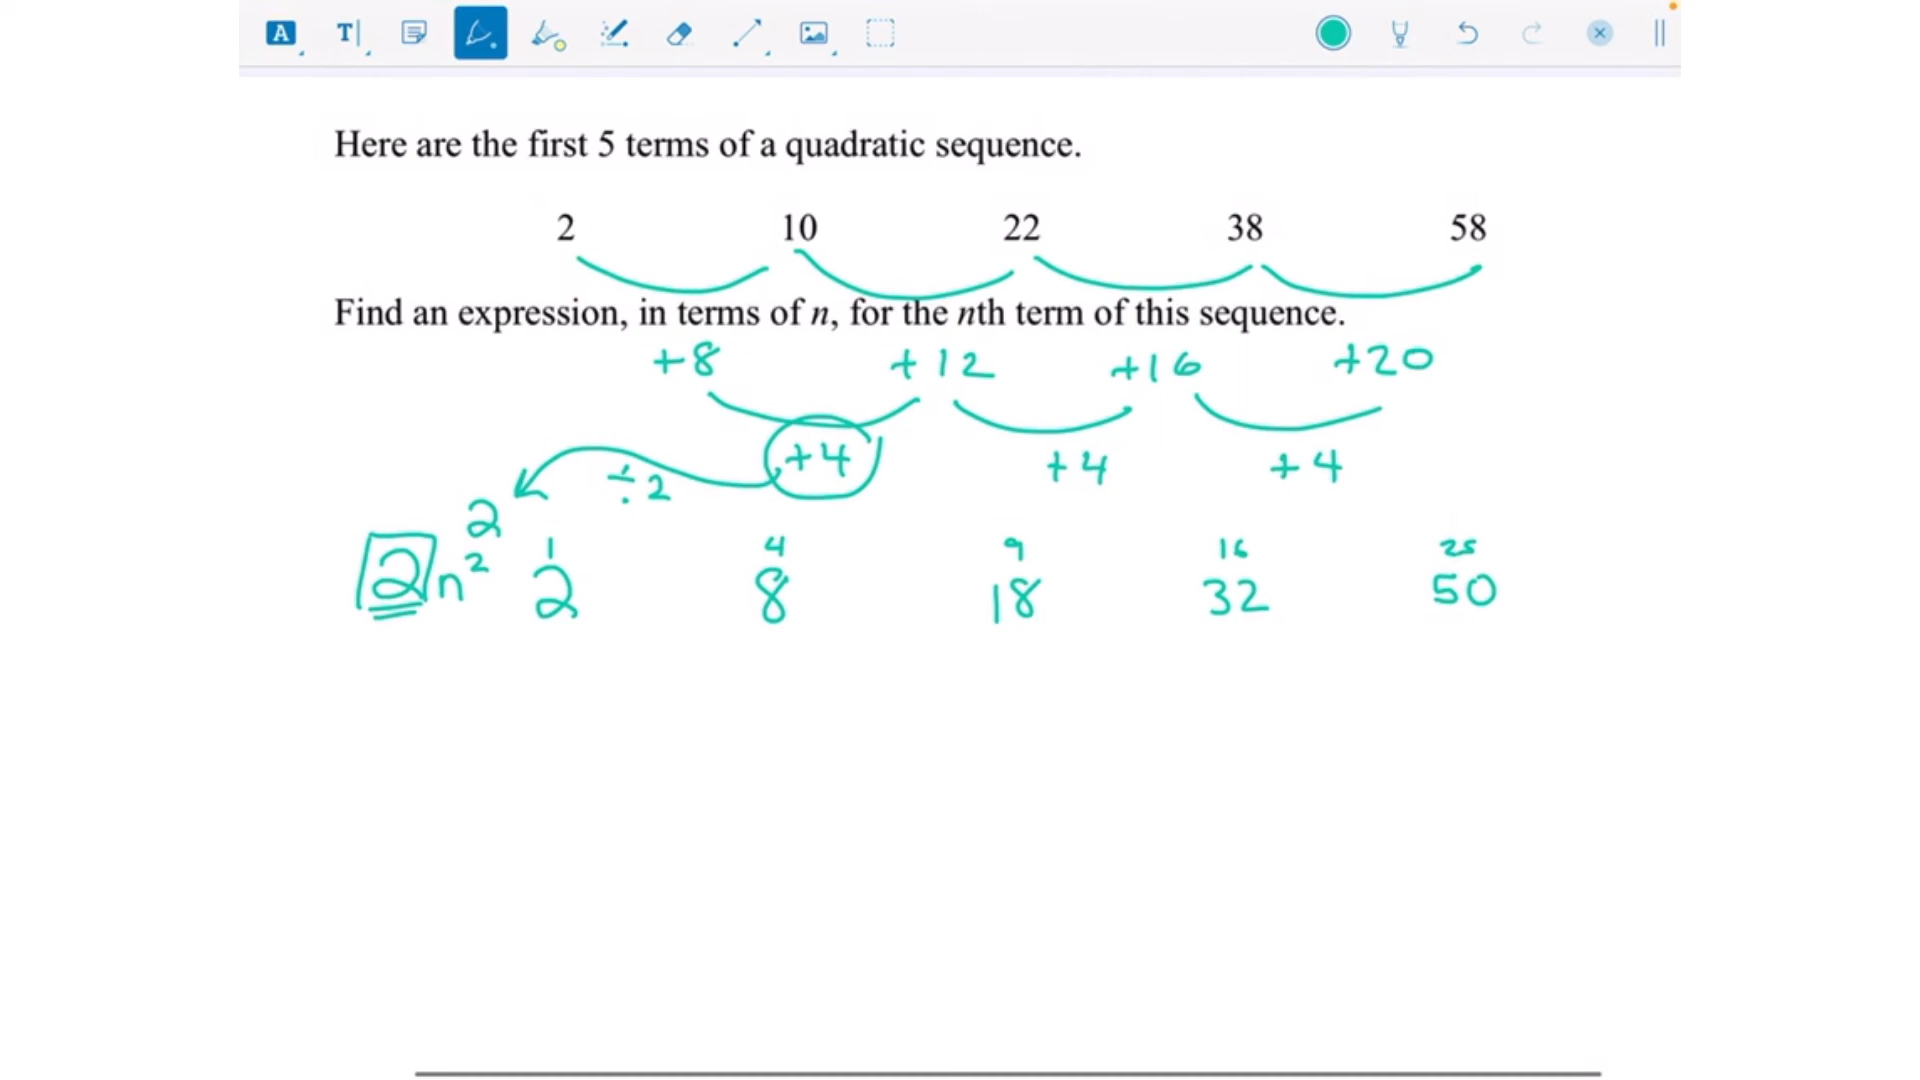 A T
Here are the first 5 terms of a quadratic sequence.
2 10 22 38 58
Find an expression, in terms of n, for the nth term of this sequence.
+8 +12 +16 +20
+4 +4 +4
÷2
2
1 4 9 16 25
2n² 2 8 18 32 50